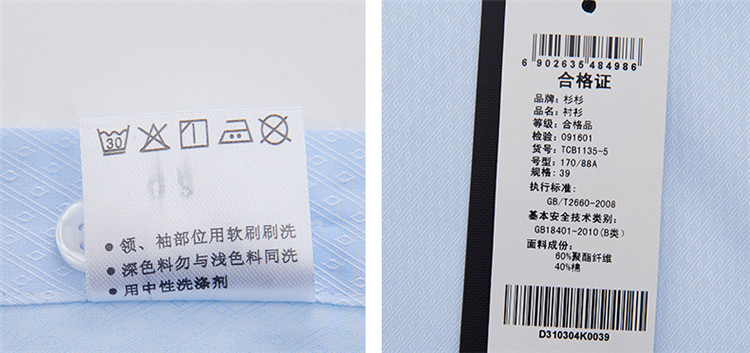 30
● 领、袖部位用软刷刷洗
● 深色料勿与浅色料同洗
● 用中性洗涤剂
6 902635 484986
合格证
品牌: 杉杉
品名: 衬衫
等级: 合格品
检验: 091601
货号: TCB1135-5
号型: 170/88A
规格: 39
执行标准:
GB/T2660-2008
基本安全技术类别:
GB18401-2010(B类)
面料成份:
60%聚酯纤维
40%棉
D310304K0039